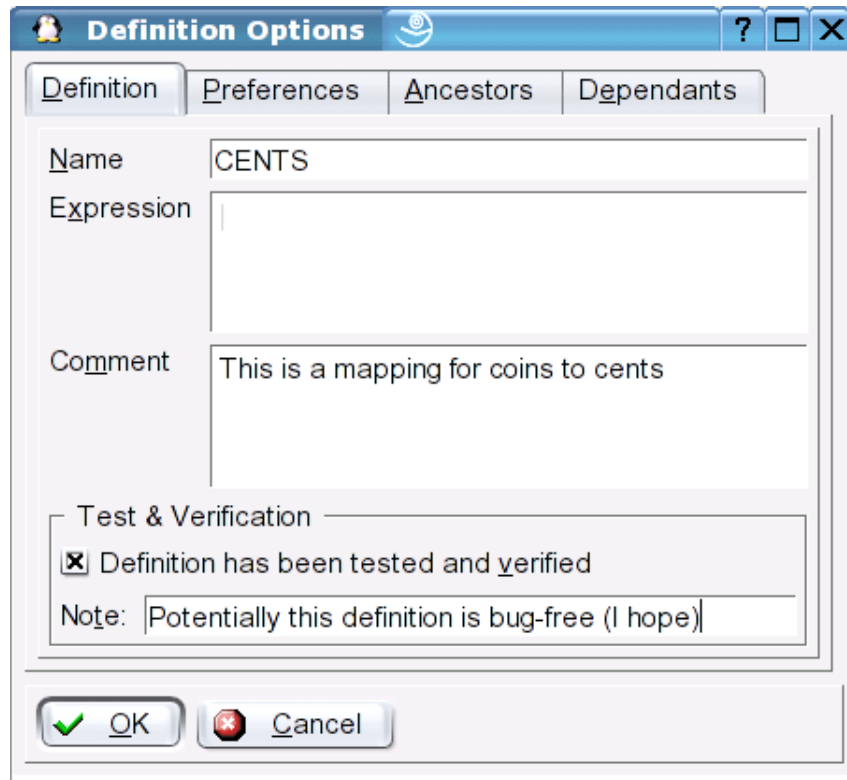 Definition Options ?
Definition Preferences Ancestors Dependants
Name CENTS
Expression
Comment This is a mapping for coins to cents
Test & Verification
Definition has been tested and verified
Note: Potentially this definition is bug-free (I hope)
OK Cancel